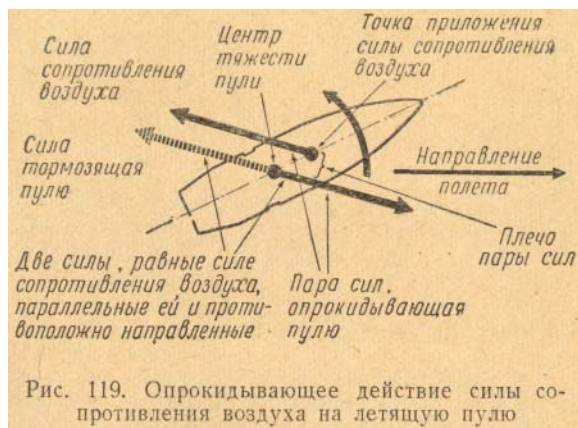 Сила
сопротивления
воздуха
Центр
тяжести
пули
Точка приложения
силы сопротивления
воздуха
Сила
тормозящая
пулю
Направление
полета
Плечо
пары сил
Две силы, равные силе
сопротивления воздуха,
параллельные ей и проти-
воположно направленные
Пара сил,
опрокидывающая
пулю
Рис. 119. Опрокидывающее действие силы со-
противления воздуха на летящую пулю